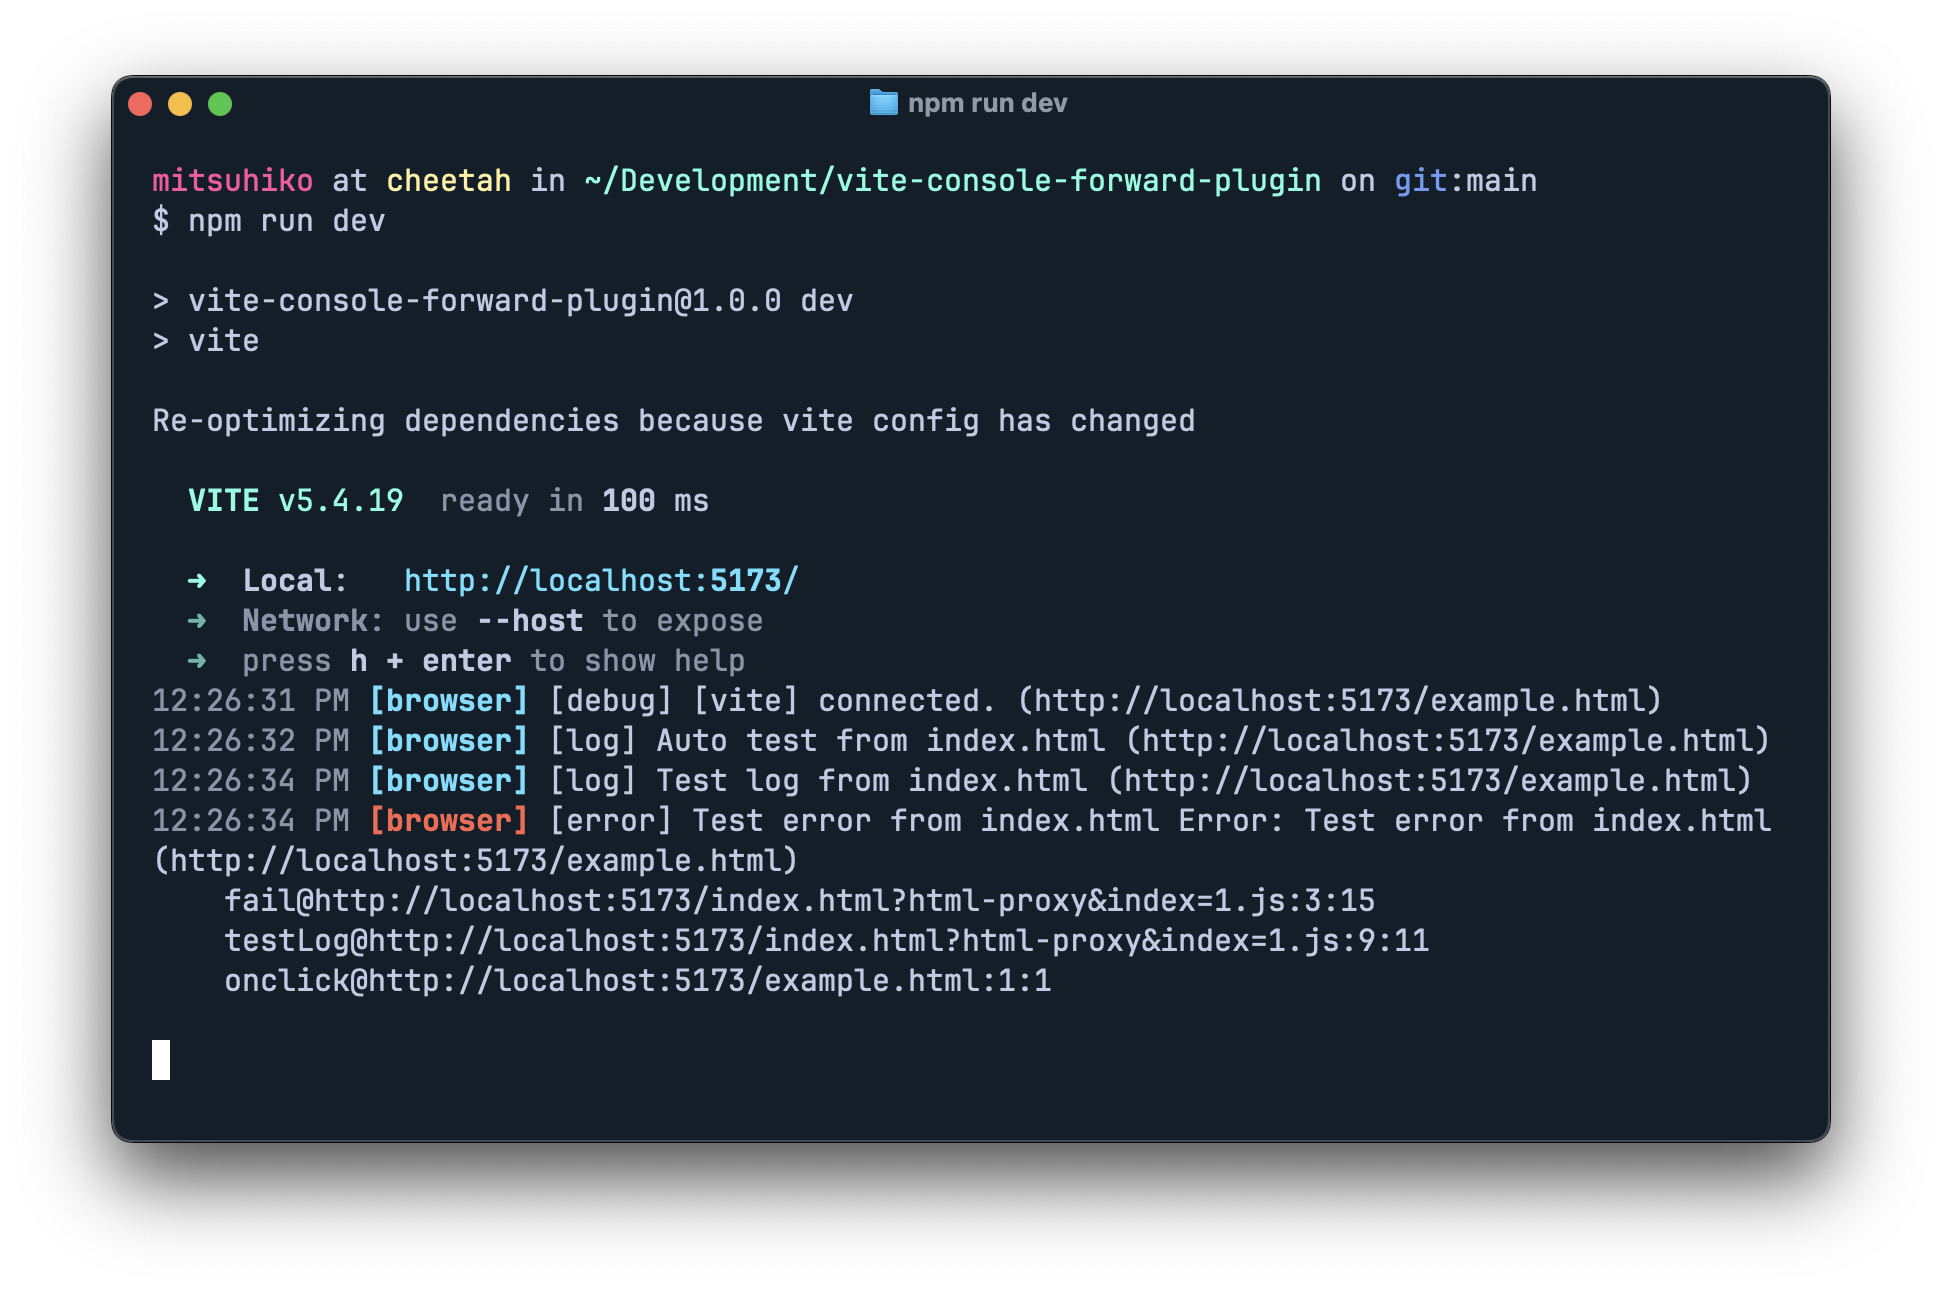 npm run dev
mitsuhiko at cheetah in ~/Development/vite-console-forward-plugin on git:main
$ npm run dev
> vite-console-forward-plugin@1.0.0 dev
> vite
Re-optimizing dependencies because vite config has changed
VITE v5.4.19  ready in 100 ms
➜  Local:   http://localhost:5173/
➜  Network: use --host to expose
➜  press h + enter to show help
12:26:31 PM [browser] [debug] [vite] connected. (http://localhost:5173/example.html)
12:26:32 PM [browser] [log] Auto test from index.html (http://localhost:5173/example.html)
12:26:34 PM [browser] [log] Test log from index.html (http://localhost:5173/example.html)
12:26:34 PM [browser] [error] Test error from index.html Error: Test error from index.html
(http://localhost:5173/example.html)
fail@http://localhost:5173/index.html?html-proxy&index=1.js:3:15
testLog@http://localhost:5173/index.html?html-proxy&index=1.js:9:11
onclick@http://localhost:5173/example.html:1:1